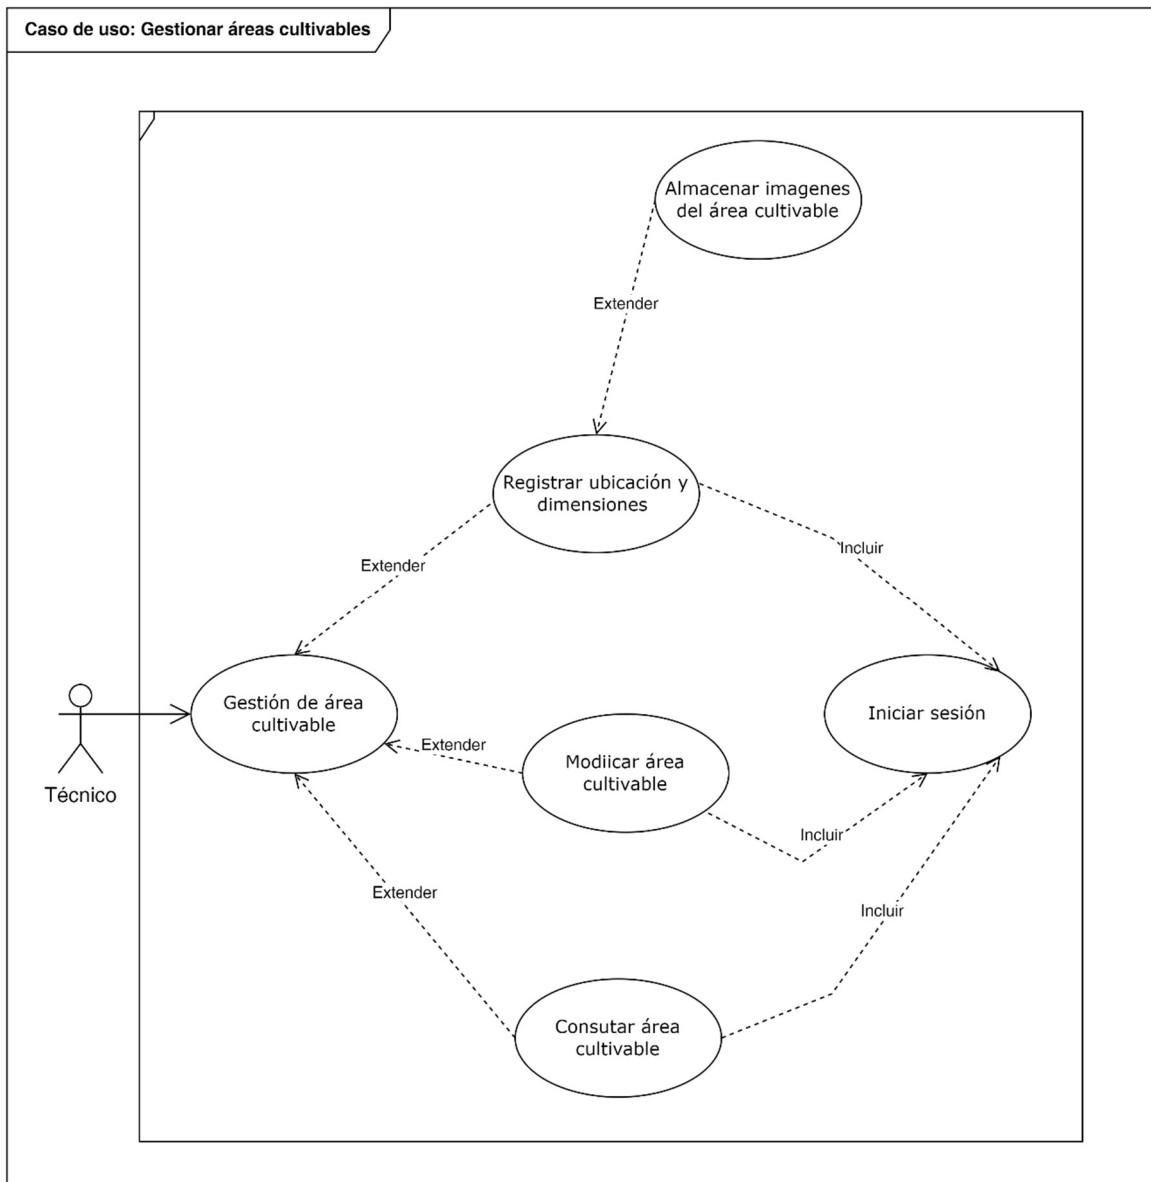 Caso de uso: Gestionar áreas cultivables
Almacenar imagenes
del área cultivable
Extender
Registrar ubicación y
dimensiones
Incluir
Extender
Gestión de área
cultivable
Iniciar sesión
Extender
Modiicar área
cultivable
Técnico
Incluir
Extender
Incluir
Consutar área
cultivable